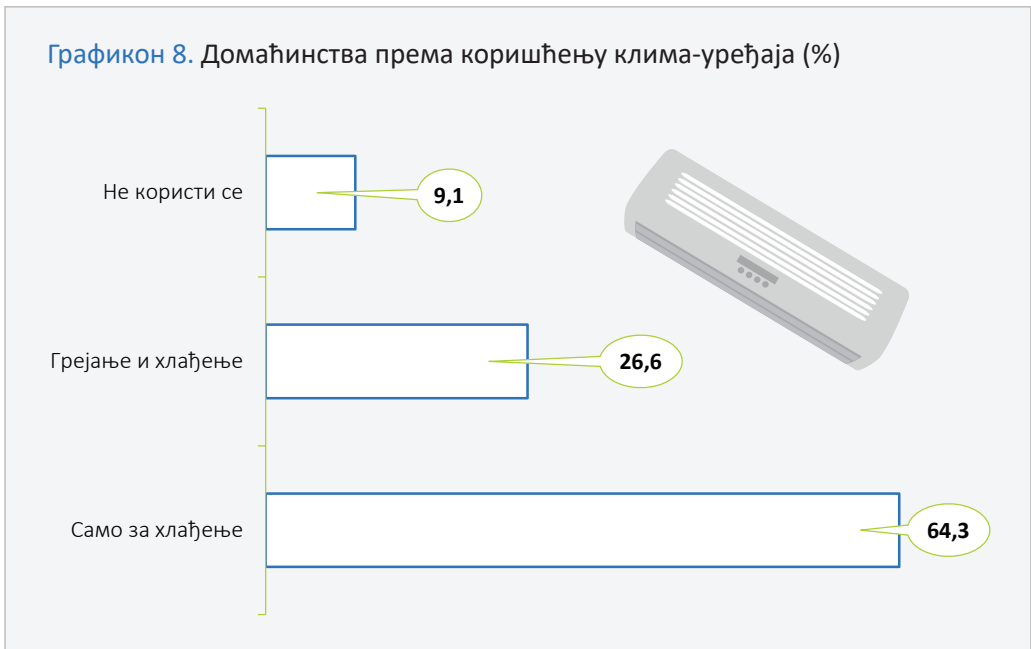 Графикон 8. Домаћинства према коришћењу клима-уређаја (%)
Не користи се
9,1
Грејање и хлађење
26,6
Само за хлађење
64,3